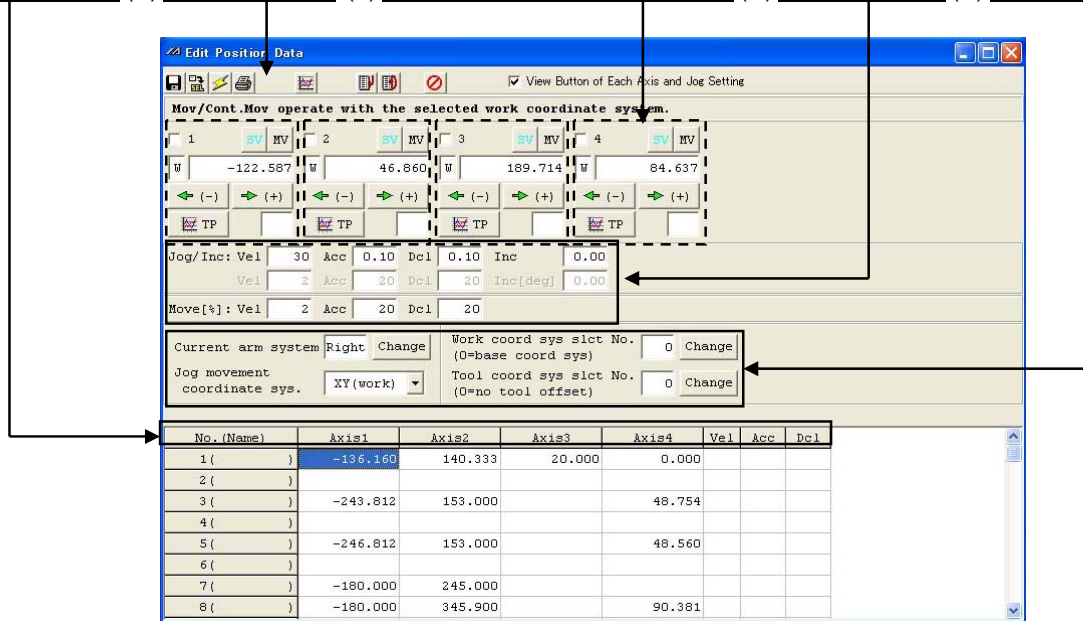 Edit Position Data
View Button of Each Axis and Jog Setting
Mov/Cont.Mov operate with the selected work coordinate system.
1 SV MV 2 SV MV 3 SV MV 4 SV MV
W -122.587 W 46.860 W 189.714 W 84.637
(-) (+) (-) (+) (-) (+) (-) (+)
TP TP TP TP
Jog/Inc: Vel 30 Acc 0.10 Dcl 0.10 Inc 0.00
Vel 2 Acc 20 Dcl 20 Inc[deg] 0.00
Move[%]: Vel 2 Acc 20 Dcl 20
Current arm system Right Change
Jog movement
coordinate sys. XY(work)
Work coord sys slct No.
(0=base coord sys) 0 Change
Tool coord sys slct No.
(0=no tool offset) 0 Change
No.(Name) Axis1 Axis2 Axis3 Axis4 Vel Acc Dcl
1( ) -136.160 140.333 20.000 0.000
2( )
3( ) -243.812 153.000 48.754
4( )
5( ) -246.812 153.000 48.560
6( )
7( ) -180.000 245.000
8( ) -180.000 345.900 90.381